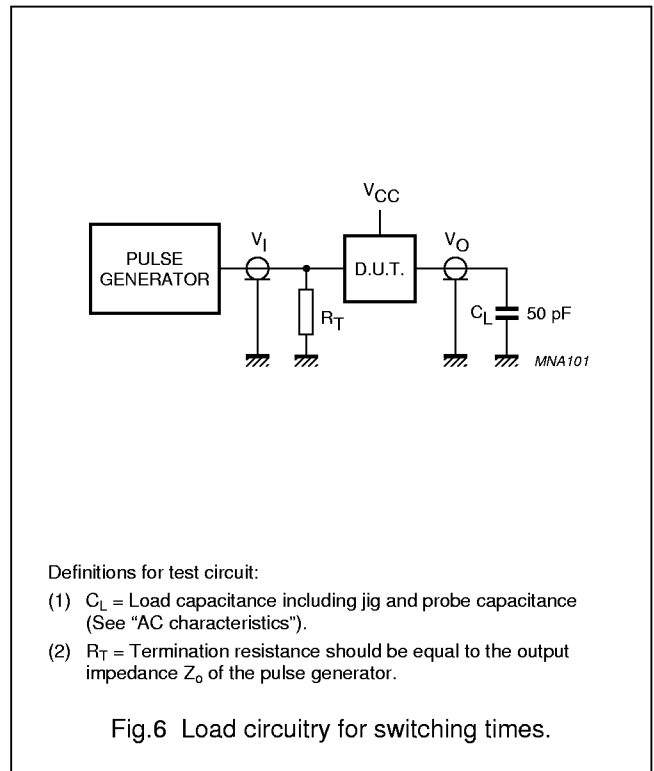 VCC
VI
VO
PULSE
GENERATOR
D.U.T.
RT
CL
50 pF
MNA101
Definitions for test circuit:
(1) CL = Load capacitance including jig and probe capacitance
(See “AC characteristics”).
(2) RT = Termination resistance should be equal to the output
impedance Zo of the pulse generator.
Fig.6 Load circuitry for switching times.